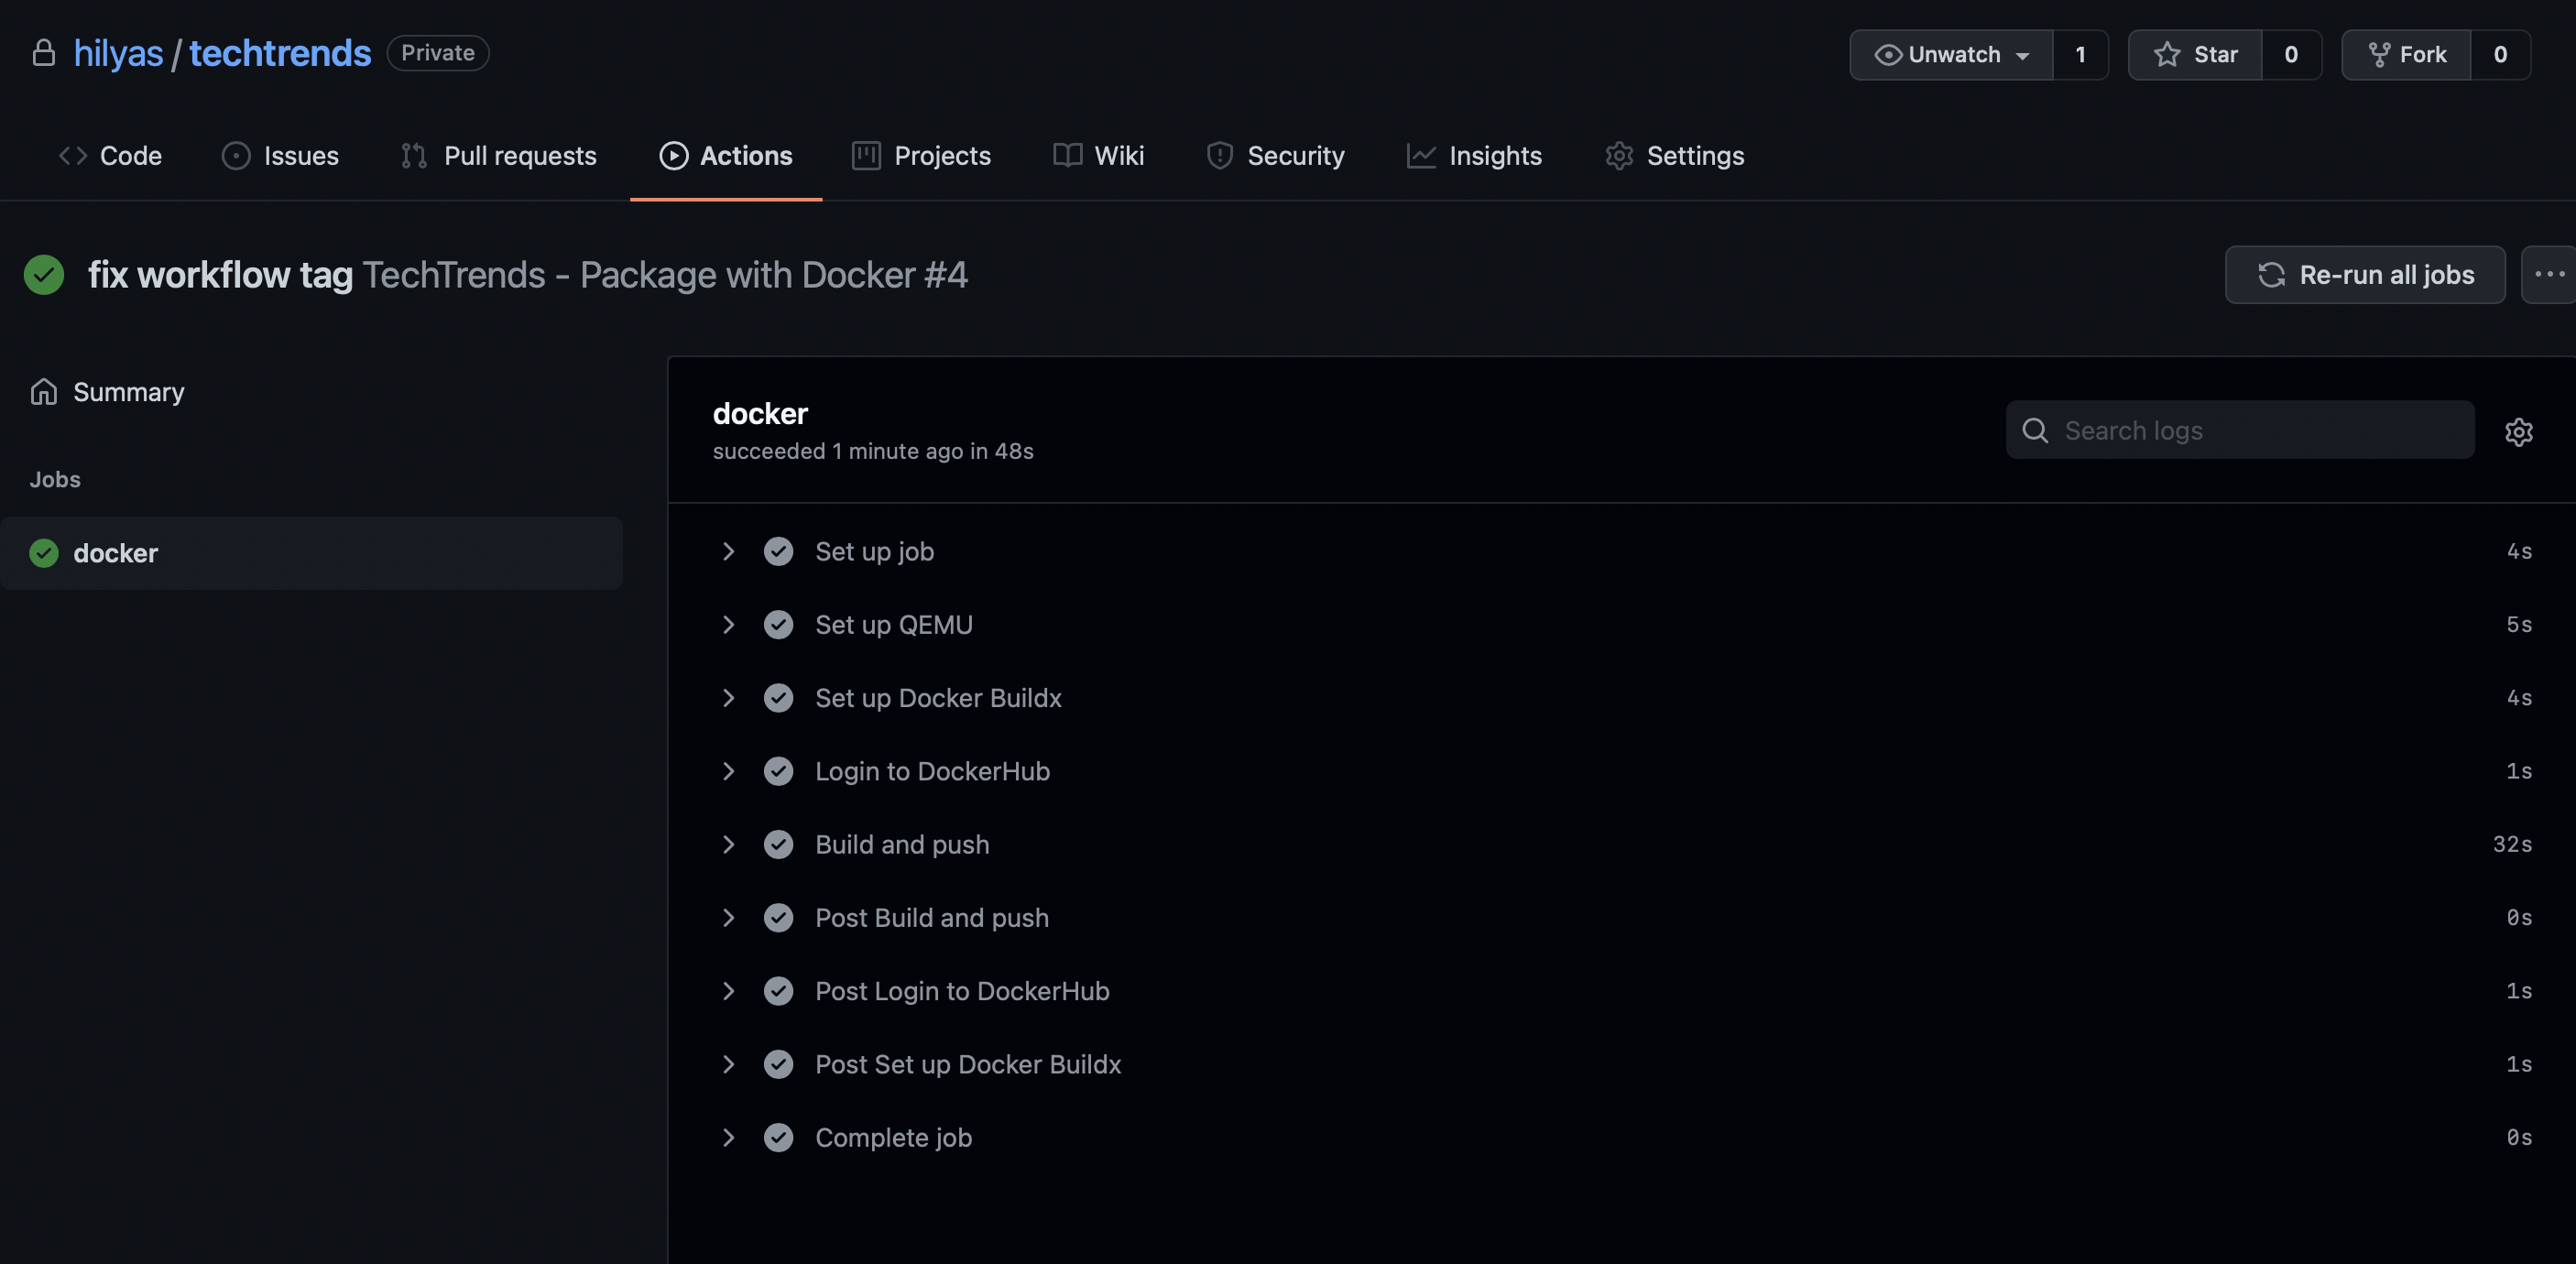 hilyas / techtrends Private
Unwatch 1 Star 0 Fork 0
Code Issues Pull requests Actions Projects Wiki Security Insights Settings
fix workflow tag TechTrends - Package with Docker #4
Re-run all jobs
Summary
Jobs
docker
docker
succeeded 1 minute ago in 48s
Search logs
Set up job 4s
Set up QEMU 5s
Set up Docker Buildx 4s
Login to DockerHub 1s
Build and push 32s
Post Build and push 0s
Post Login to DockerHub 1s
Post Set up Docker Buildx 1s
Complete job 0s